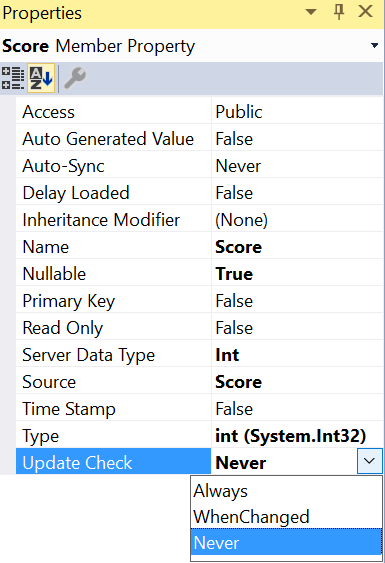 Properties
Score Member Property
Access Public
Auto Generated Value False
Auto-Sync Never
Delay Loaded False
Inheritance Modifier (None)
Name Score
Nullable True
Primary Key False
Read Only False
Server Data Type Int
Source Score
Time Stamp False
Type int (System.Int32)
Update Check Never
Always
WhenChanged
Never